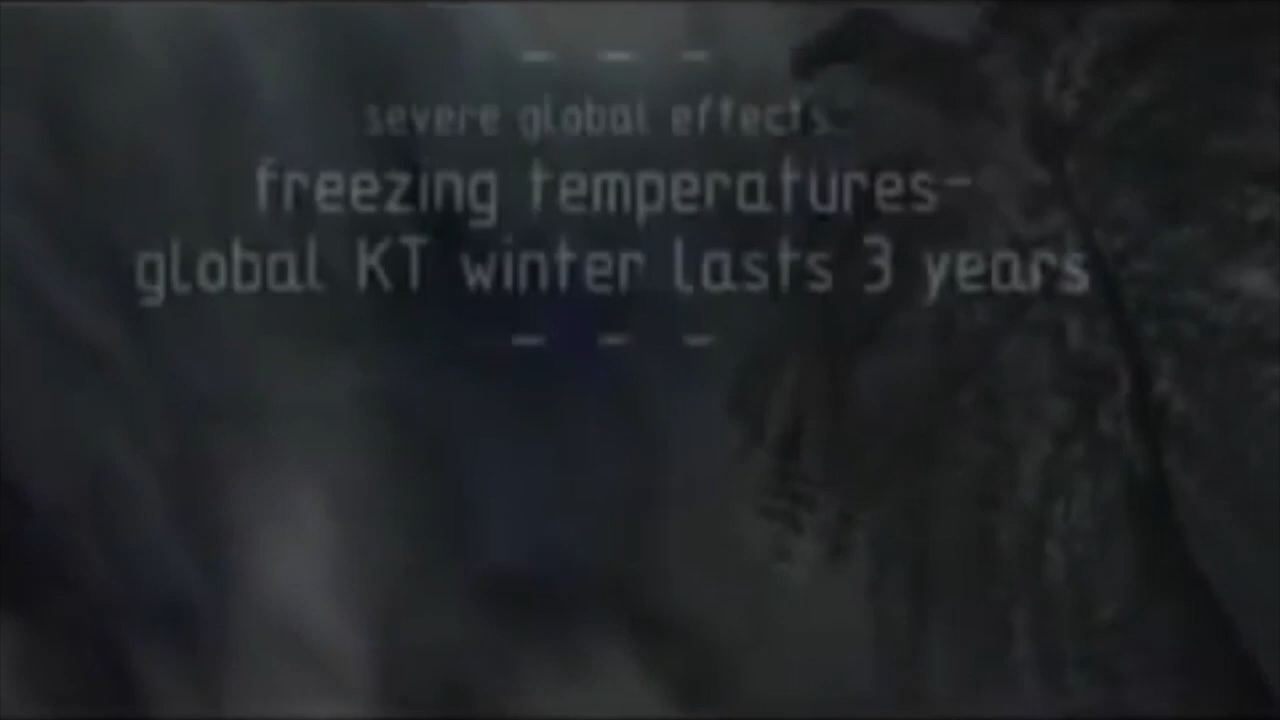 severe global effects:
freezing temperatures-
global KT winter lasts 3 years